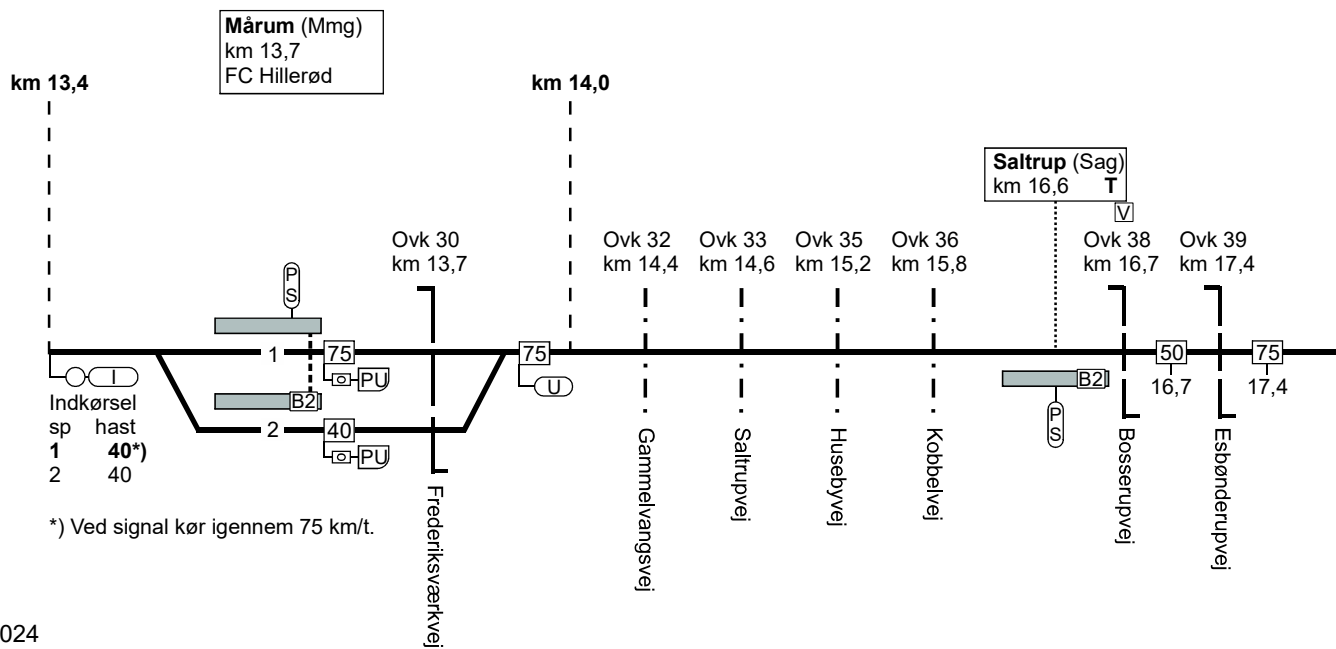 Mårum (Mmg)
km 13,7
FC Hillerød
km 13,4
km 14,0
Saltrup (Sag)
km 16,6 T
V
Ovk 30
km 13,7
Ovk 32
km 14,4
Ovk 33
km 14,6
Ovk 35
km 15,2
Ovk 36
km 15,8
Ovk 38
km 16,7
Ovk 39
km 17,4
P
S
1
75
75
50
75
PU
I
U
B2
16,7
17,4
B2
Indkørsel
sp hast
1 40*)
2 40
2
40
PU
P
S
Frederiksværkvej
Gammelvangsvej
Saltrupvej
Husebyvej
Kobbelvej
Bosserupvej
Esbønderupvej
*) Ved signal kør igennem 75 km/t.
024